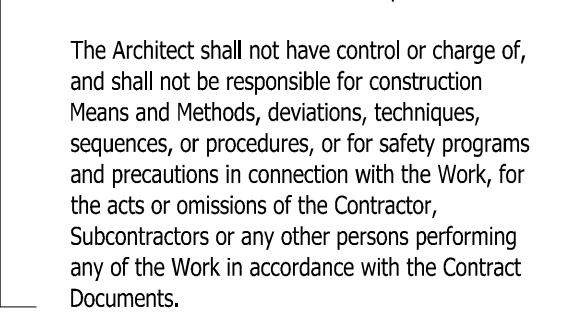 The Architect shall not have control or charge of,
and shall not be responsible for construction
Means and Methods, deviations, techniques,
sequences, or procedures, or for safety programs
and precautions in connection with the Work, for
the acts or omissions of the Contractor,
Subcontractors or any other persons performing
any of the Work in accordance with the Contract
Documents.